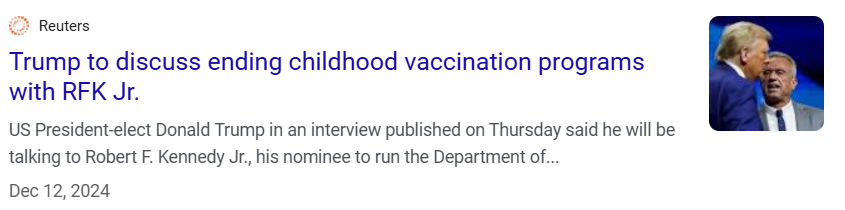 Reuters
Trump to discuss ending childhood vaccination programs
with RFK Jr.
US President-elect Donald Trump in an interview published on Thursday said he will be
talking to Robert F. Kennedy Jr., his nominee to run the Department of...
Dec 12, 2024